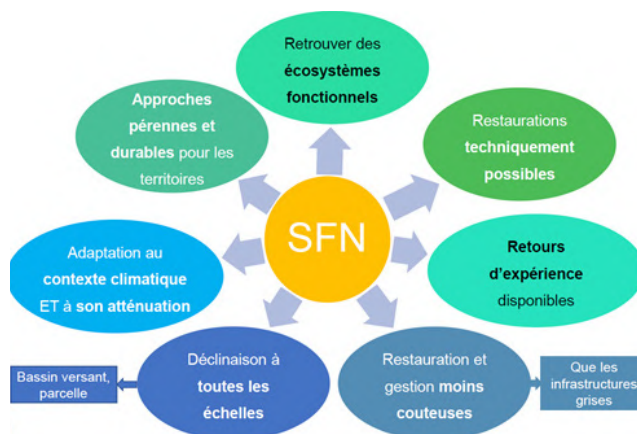 Retrouver des
écosystèmes
fonctionnels
Approches
pérennes et
durables pour les
territoires
Restaurations
techniquement
possibles
SFN
Adaptation au
contexte climatique
ET à son atténuation
Retours
d'expérience
disponibles
Bassin versant,
parcelle
Déclinaison à
toutes les
échelles
Restauration et
gestion moins
couteuses
Que les
infrastructures
grises